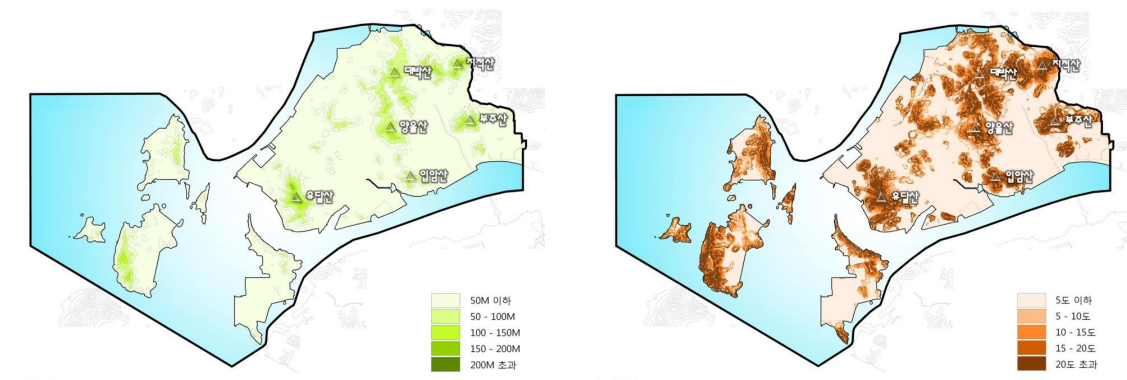 지적산
대박산
부주산
양을산
입암산
유달산
50M 이하
50 - 100M
100 - 150M
150 - 200M
200M 초과
지적산
대박산
부주산
양을산
입암산
유달산
5도 이하
5 - 10도
10 - 15도
15 - 20도
20도 초과